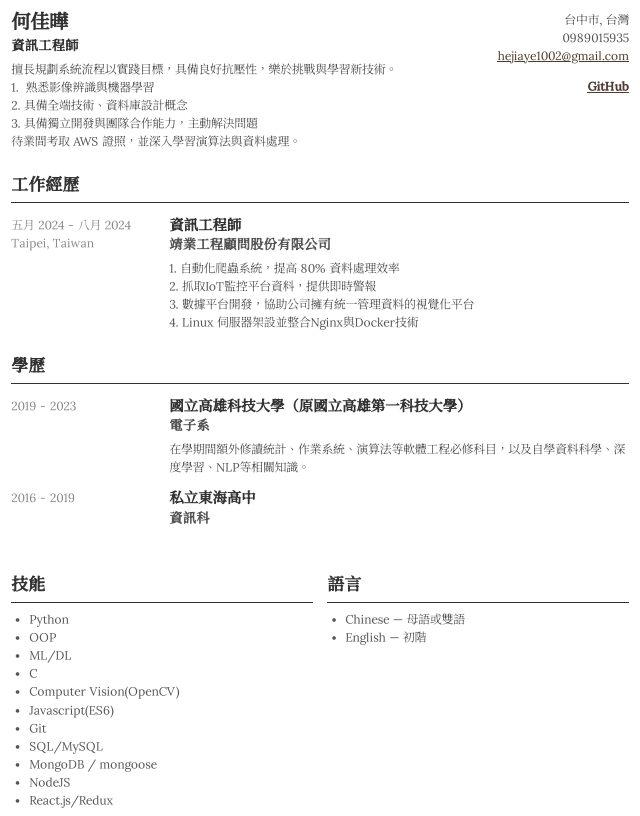 何佳曄
資訊工程師
擅長規劃系統流程以實踐目標，具備良好抗壓性，樂於挑戰與學習新技術。
1. 熟悉影像辨識與機器學習
2. 具備全端技術、資料庫設計概念
3. 具備獨立開發與團隊合作能力，主動解決問題
待業間考取 AWS 證照，並深入學習演算法與資料處理。
台中市, 台灣
0989015935
hejiaye1002@gmail.com
GitHub
工作經歷
五月 2024 - 八月 2024
Taipei, Taiwan
資訊工程師
靖業工程顧問股份有限公司
1. 自動化爬蟲系統，提高 80% 資料處理效率
2. 抓取IoT監控平台資料，提供即時警報
3. 數據平台開發，協助公司擁有統一管理資料的視覺化平台
4. Linux 伺服器架設並整合Nginx與Docker技術
學歷
2019 - 2023
國立高雄科技大學（原國立高雄第一科技大學）
電子系
在學期間額外修讀統計、作業系統、演算法等軟體工程必修科目，以及自學資料科學、深
度學習、NLP等相關知識。
2016 - 2019
私立東海高中
資訊科
技能
• Python
• OOP
• ML/DL
• C
• Computer Vision(OpenCV)
• Javascript(ES6)
• Git
• SQL/MySQL
• MongoDB / mongoose
• NodeJS
• React.js/Redux
語言
• Chinese — 母語或雙語
• English — 初階